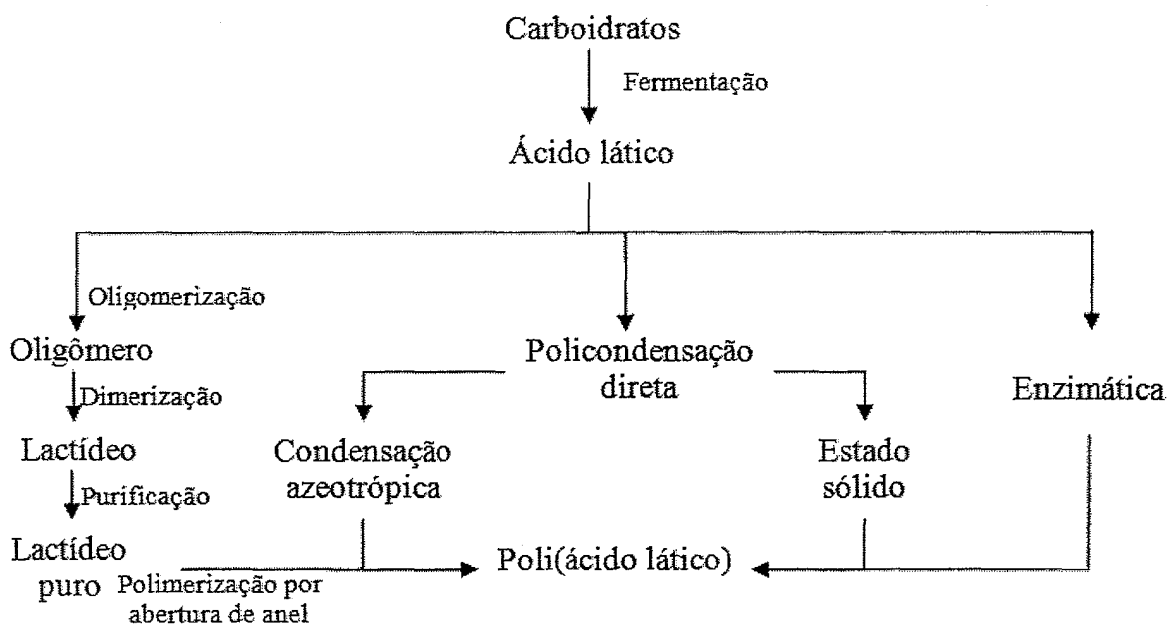 Carboidratos
Fermentação
Ácido lático
Oligomerização
Oligômero
Dimerização
Lactídeo
Purificação
Lactídeo
puro
Polimerização por
abertura de anel
Policondensação
direta
Condensação
azeotrópica
Estado
sólido
Enzimática
Poli(ácido lático)